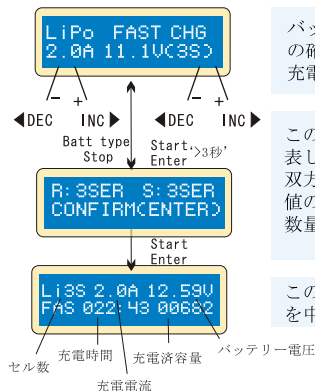 LiPo FAST CHG
2.0A 11.1V(3S)
- +
◀DEC INC▶
- +
◀DEC INC▶
Batt type
Stop
Start
Enter
'>3秒'
R:3SER S:3SER
CONFIRM(ENTER)
Start
Enter
Li3S 2.0A 12.59V
FAS 022:43 00682
セル数
充電時間
充電電流
充電済容量
バッテリー電圧
バッ
の確
充電
この
表し
双方
値の
数量
この
を中